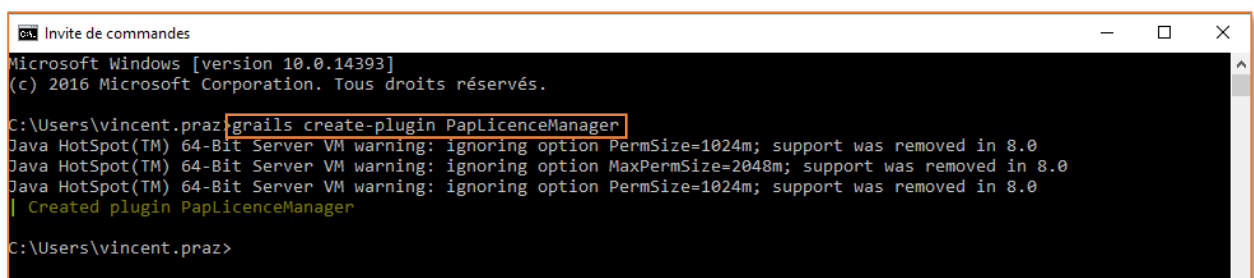 Invite de commandes
Microsoft Windows [version 10.0.14393]
(c) 2016 Microsoft Corporation. Tous droits réservés.
C:\Users\vincent.praz>grails create-plugin PapLicenceManager
Java HotSpot(TM) 64-Bit Server VM warning: ignoring option PermSize=1024m; support was removed in 8.0
Java HotSpot(TM) 64-Bit Server VM warning: ignoring option MaxPermSize=2048m; support was removed in 8.0
Java HotSpot(TM) 64-Bit Server VM warning: ignoring option PermSize=1024m; support was removed in 8.0
| Created plugin PapLicenceManager
C:\Users\vincent.praz>